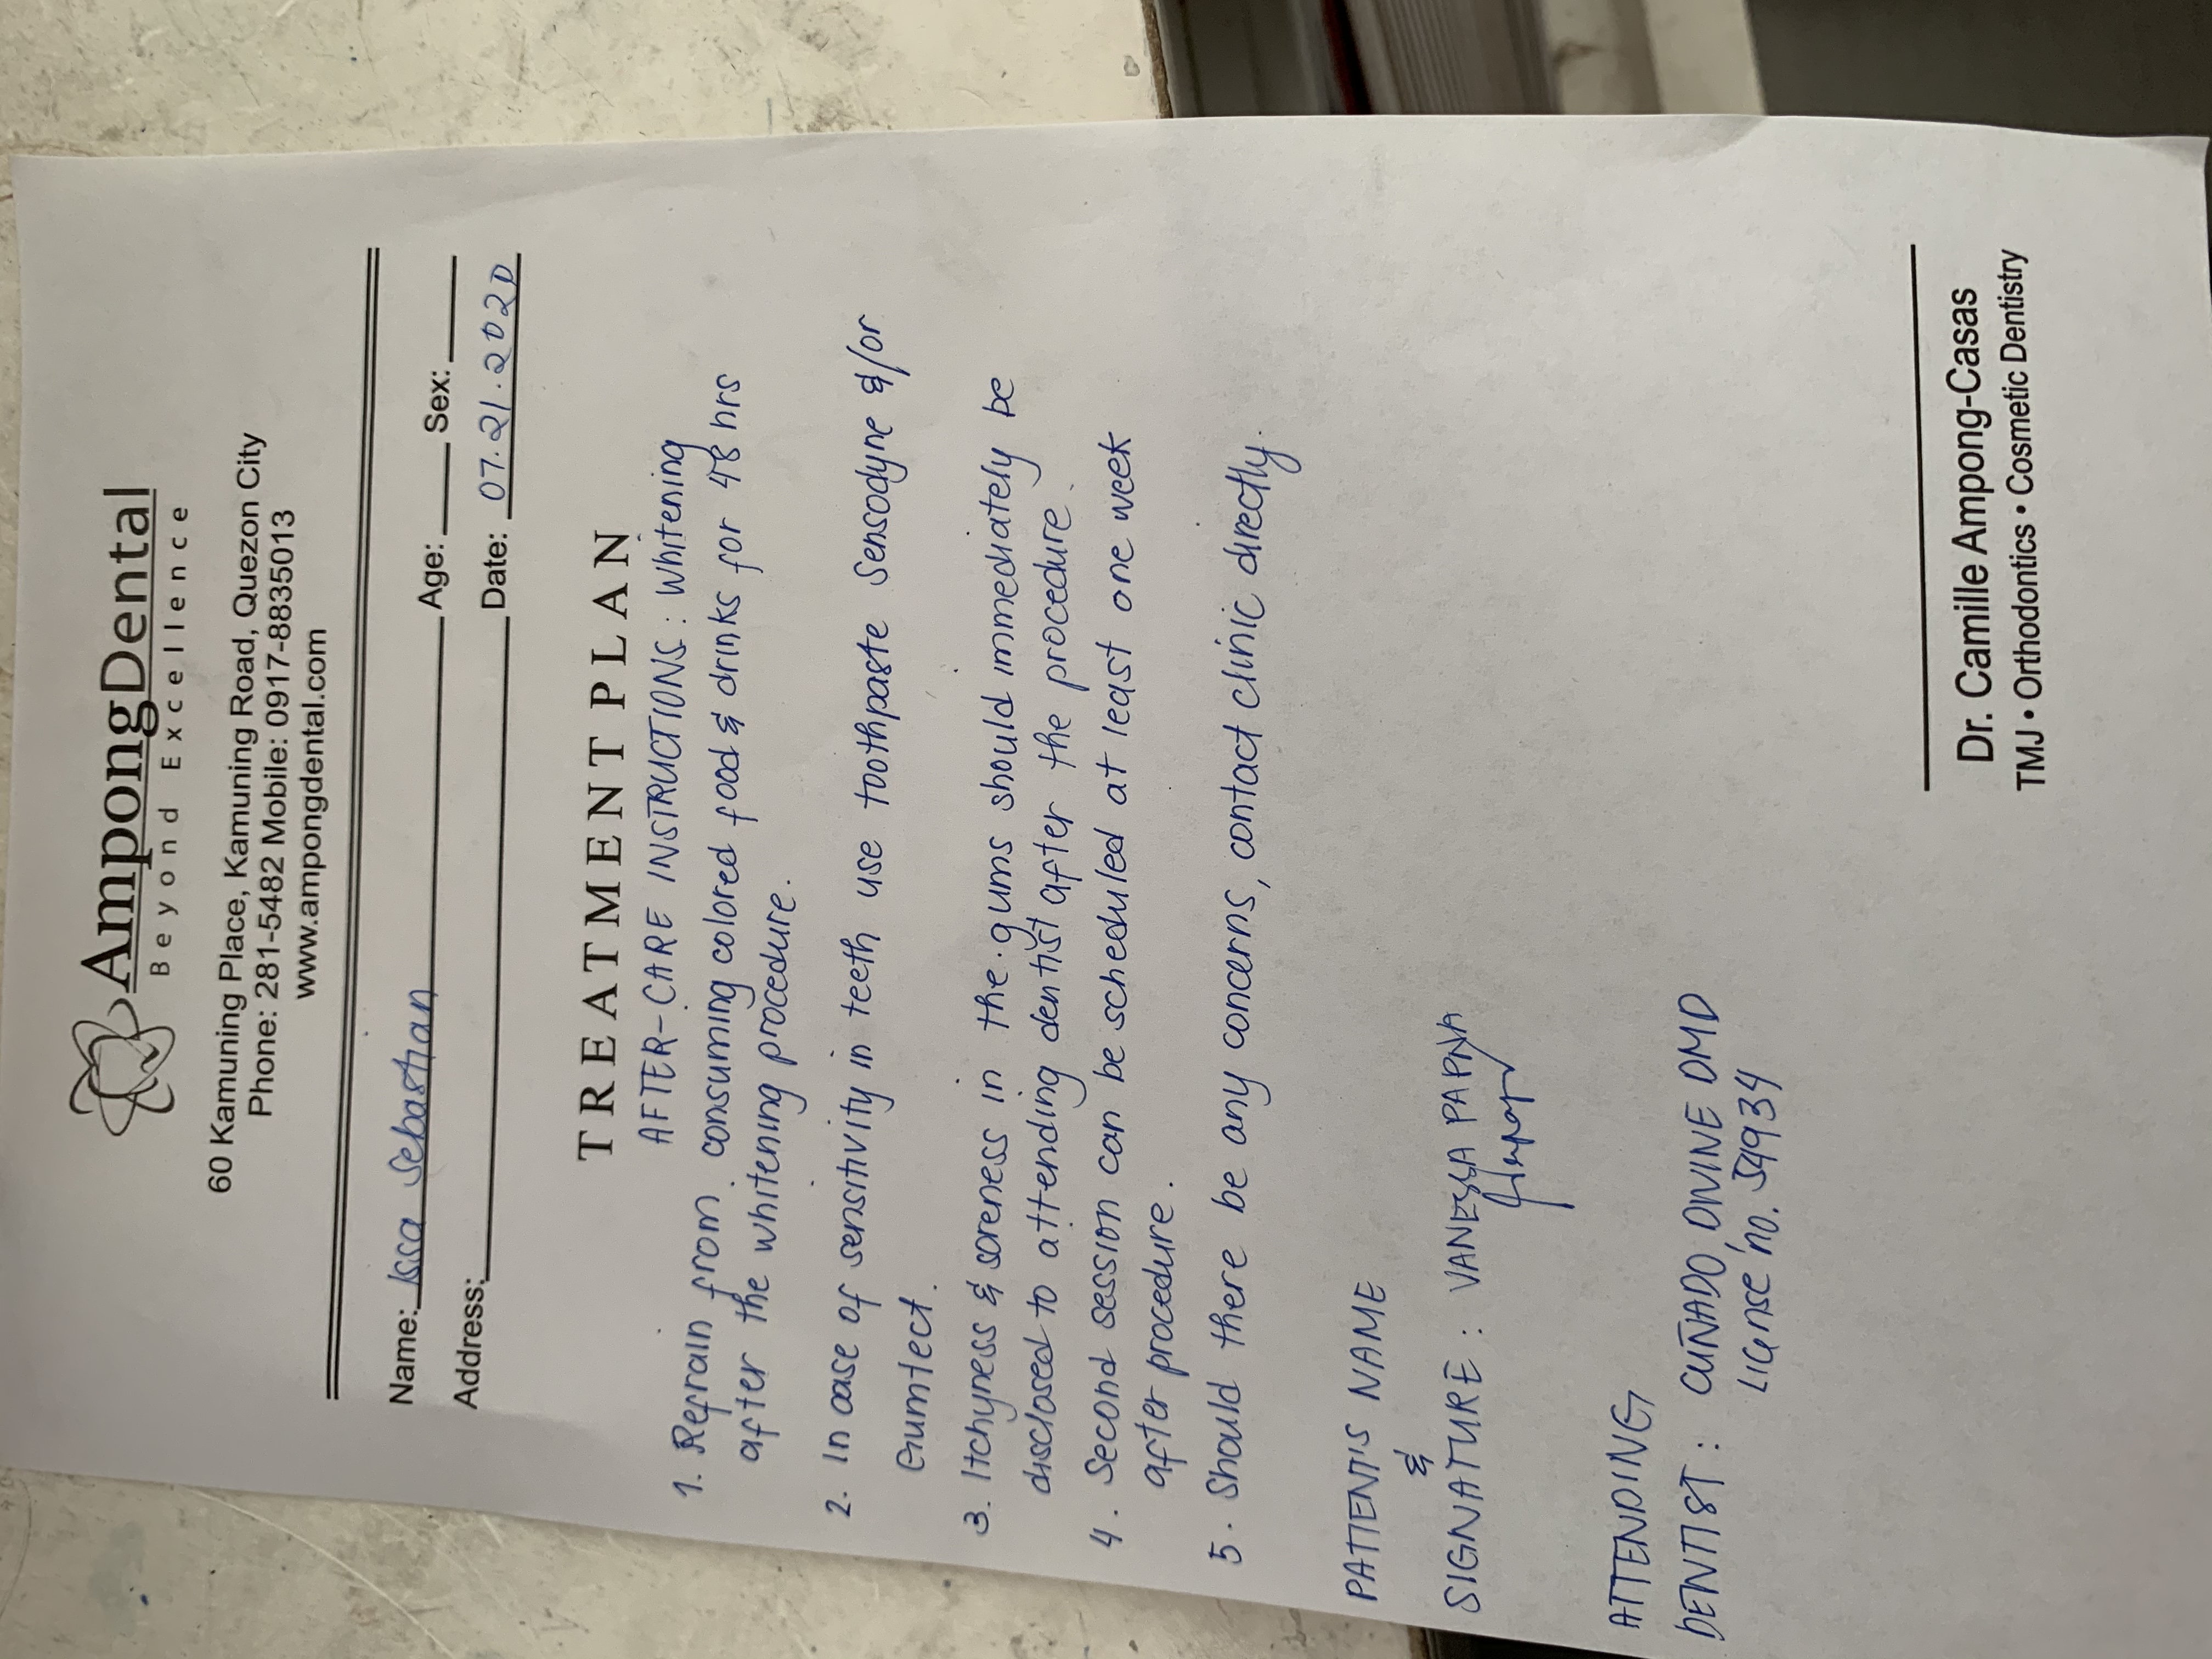 AmpongDental
Beyond Excellence
60 Kamuning Place, Kamuning Road, Quezon City
Phone: 281-5482 Mobile: 0917-8835013
www.ampongdental.com
Name: Issa Sebastian Age: Sex:
Address: Date: 07.21.2020
TREATMENT PLAN
AFTER-CARE INSTRUCTIONS: Whitening
1. Refrain from consuming colored food & drinks for 48 hrs
after the whitening procedure.
2. In case of sensitivity in teeth use toothpaste Sensodyne &/or
Gumtect.
3. Itchyness & soreness in the gums should immediately be
disclosed to attending dentist after the procedure.
4. Second session can be scheduled at least one week
after procedure.
5. Should there be any concerns, contact clinic directly.
PATIENT'S NAME
&
SIGNATURE: VANESSA PAPNA
ATTENDING
DENTIST: CUÑADO, DIVINE DMD
License no. 54934
Dr. Camille Ampong-Casas
TMJ • Orthodontics • Cosmetic Dentistry